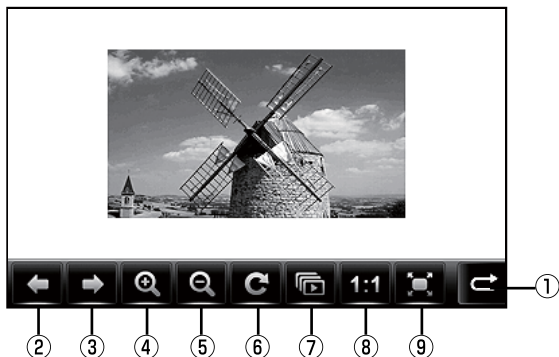 1:1
①
② ③ ④ ⑤ ⑥ ⑦ ⑧ ⑨